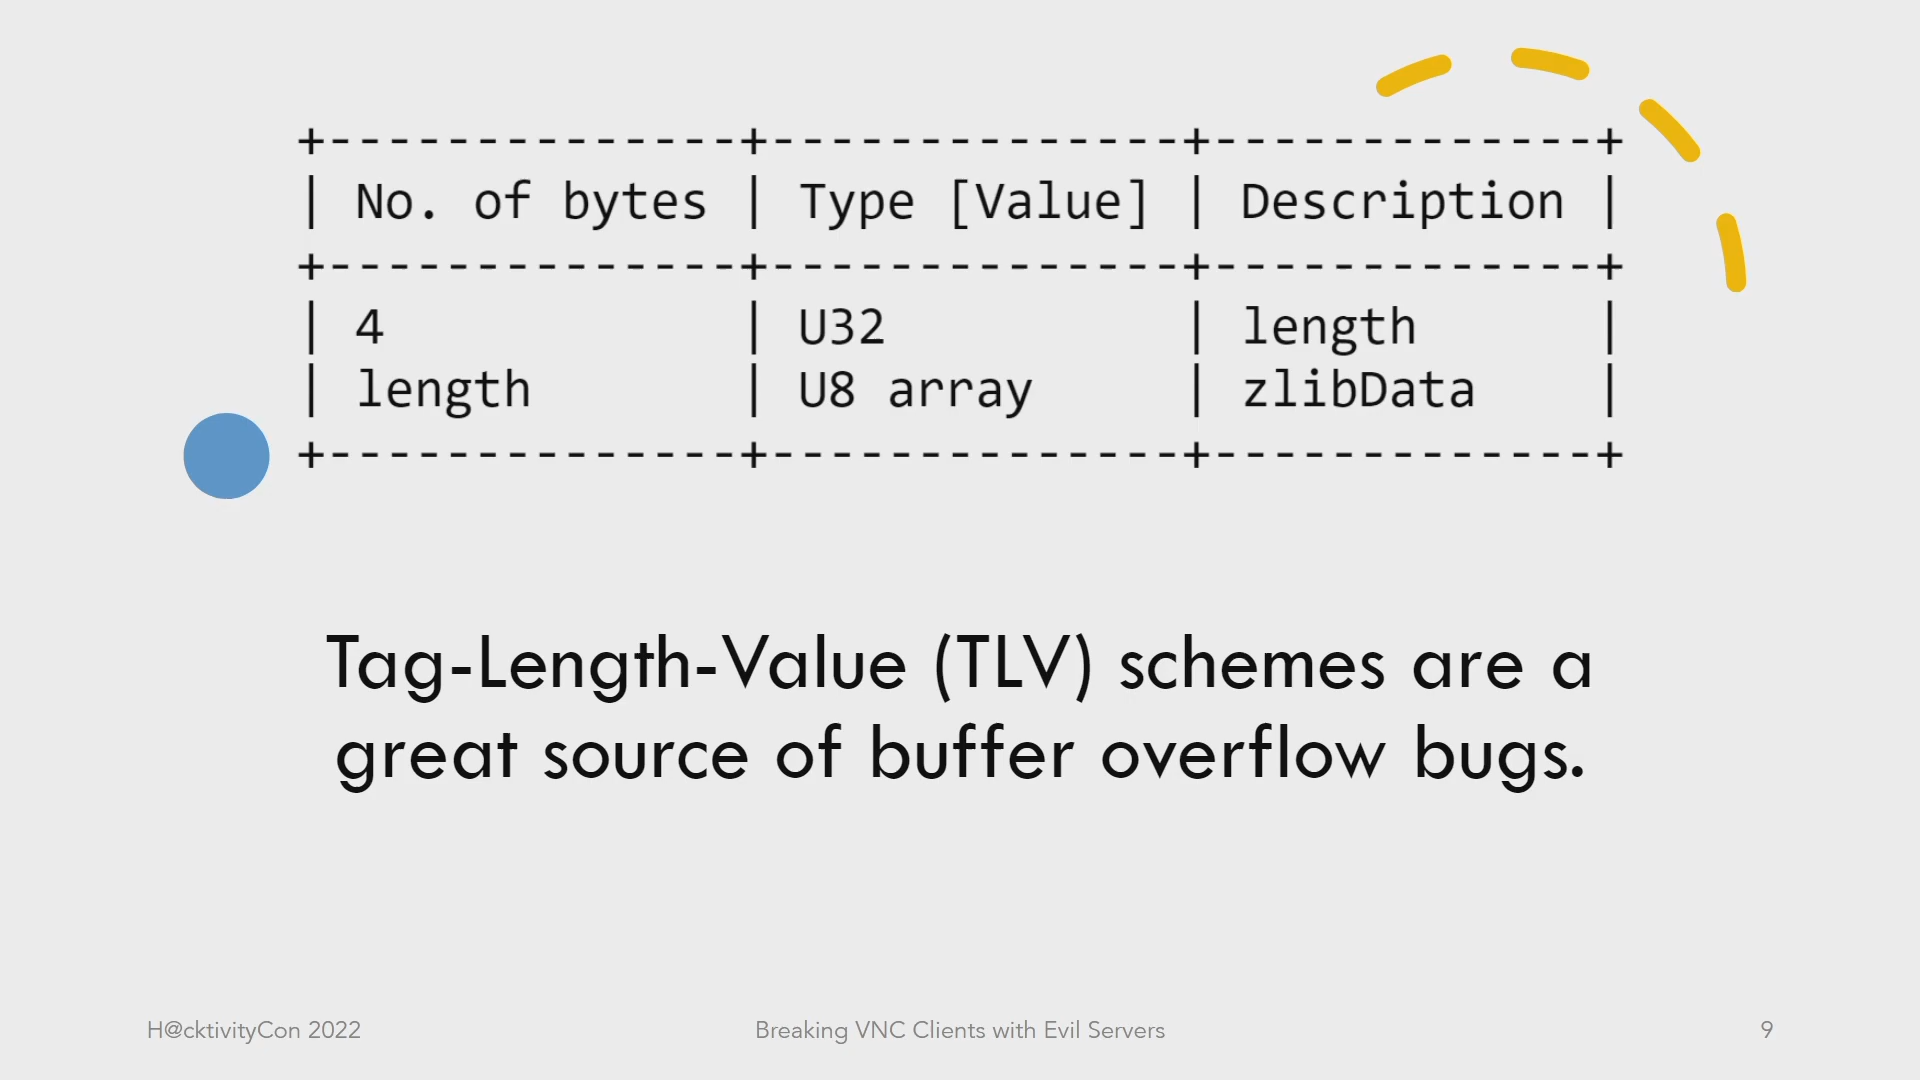 +--------------+--------------+-------------+
| No. of bytes | Type [Value] | Description |
+--------------+--------------+-------------+
| 4            | U32          | length      |
| length       | U8 array     | zlibData    |
+--------------+--------------+-------------+
Tag-Length-Value (TLV) schemes are a
great source of buffer overflow bugs.
H@cktivityCon 2022
Breaking VNC Clients with Evil Servers
9